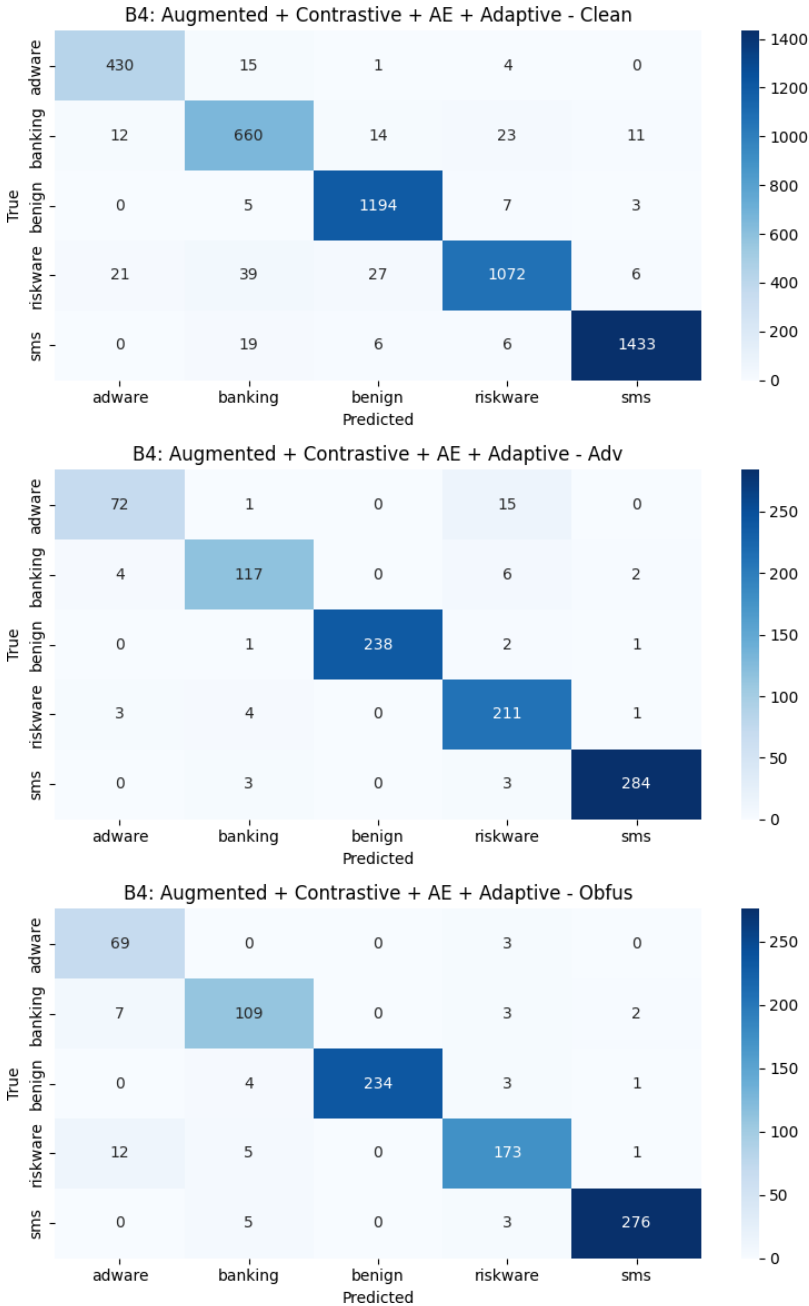 B4: Augmented + Contrastive + AE + Adaptive - Clean
adware 430 15 1 4 0
banking 12 660 14 23 11
benign 0 5 1194 7 3
riskware 21 39 27 1072 6
sms 0 19 6 6 1433
True
adware banking benign riskware sms
Predicted
1400
1200
1000
800
600
400
200
0
B4: Augmented + Contrastive + AE + Adaptive - Adv
adware 72 1 0 15 0
banking 4 117 0 6 2
benign 0 1 238 2 1
riskware 3 4 0 211 1
sms 0 3 0 3 284
True
adware banking benign riskware sms
Predicted
250
200
150
100
50
0
B4: Augmented + Contrastive + AE + Adaptive - Obfus
adware 69 0 0 3 0
banking 7 109 0 3 2
benign 0 4 234 3 1
riskware 12 5 0 173 1
sms 0 5 0 3 276
True
adware banking benign riskware sms
Predicted
250
200
150
100
50
0